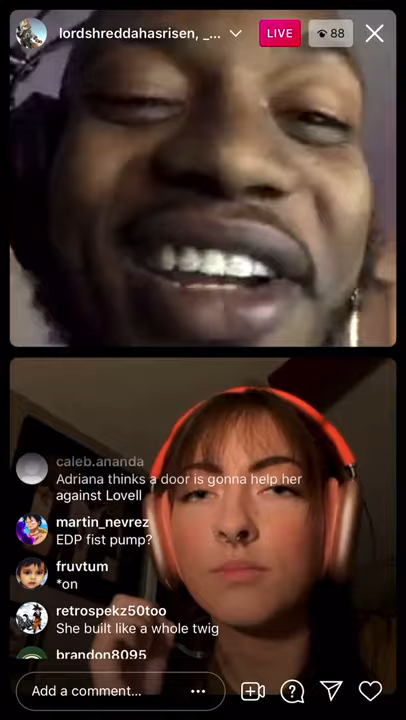 lordshreddahasrisen, _...
LIVE
88
caleb.ananda
Adriana thinks a door is gonna help her
against Lovell
martin_nevrez
EDP fist pump?
fruvtum
*on
retrospekz50too
She built like a whole twig
brandon8095
Add a comment...